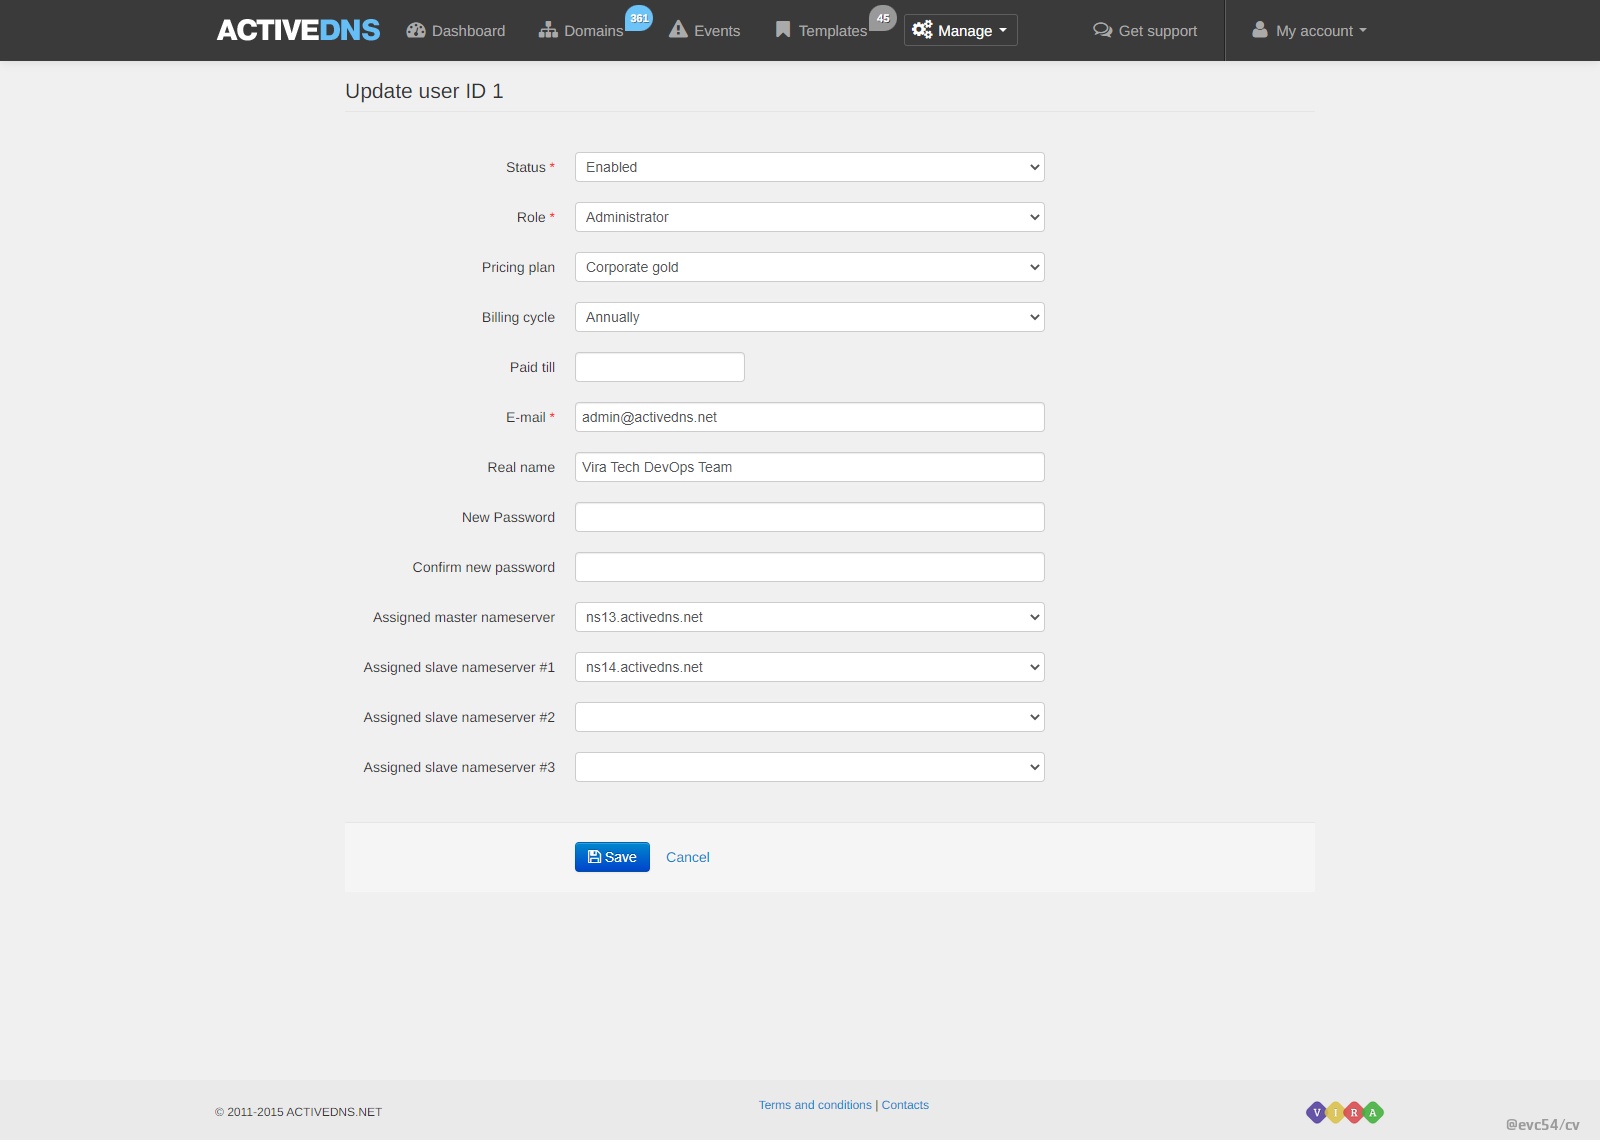 ACTIVEDNS Dashboard Domains 361 Events Templates 45 Manage Get support My account
Update user ID 1
Status * Enabled
Role * Administrator
Pricing plan Corporate gold
Billing cycle Annually
Paid till
E-mail * admin@activedns.net
Real name Vira Tech DevOps Team
New Password
Confirm new password
Assigned master nameserver ns13.activedns.net
Assigned slave nameserver #1 ns14.activedns.net
Assigned slave nameserver #2
Assigned slave nameserver #3
Save Cancel
© 2011-2015 ACTIVEDNS.NET Terms and conditions | Contacts VIRA
@evc54/cv